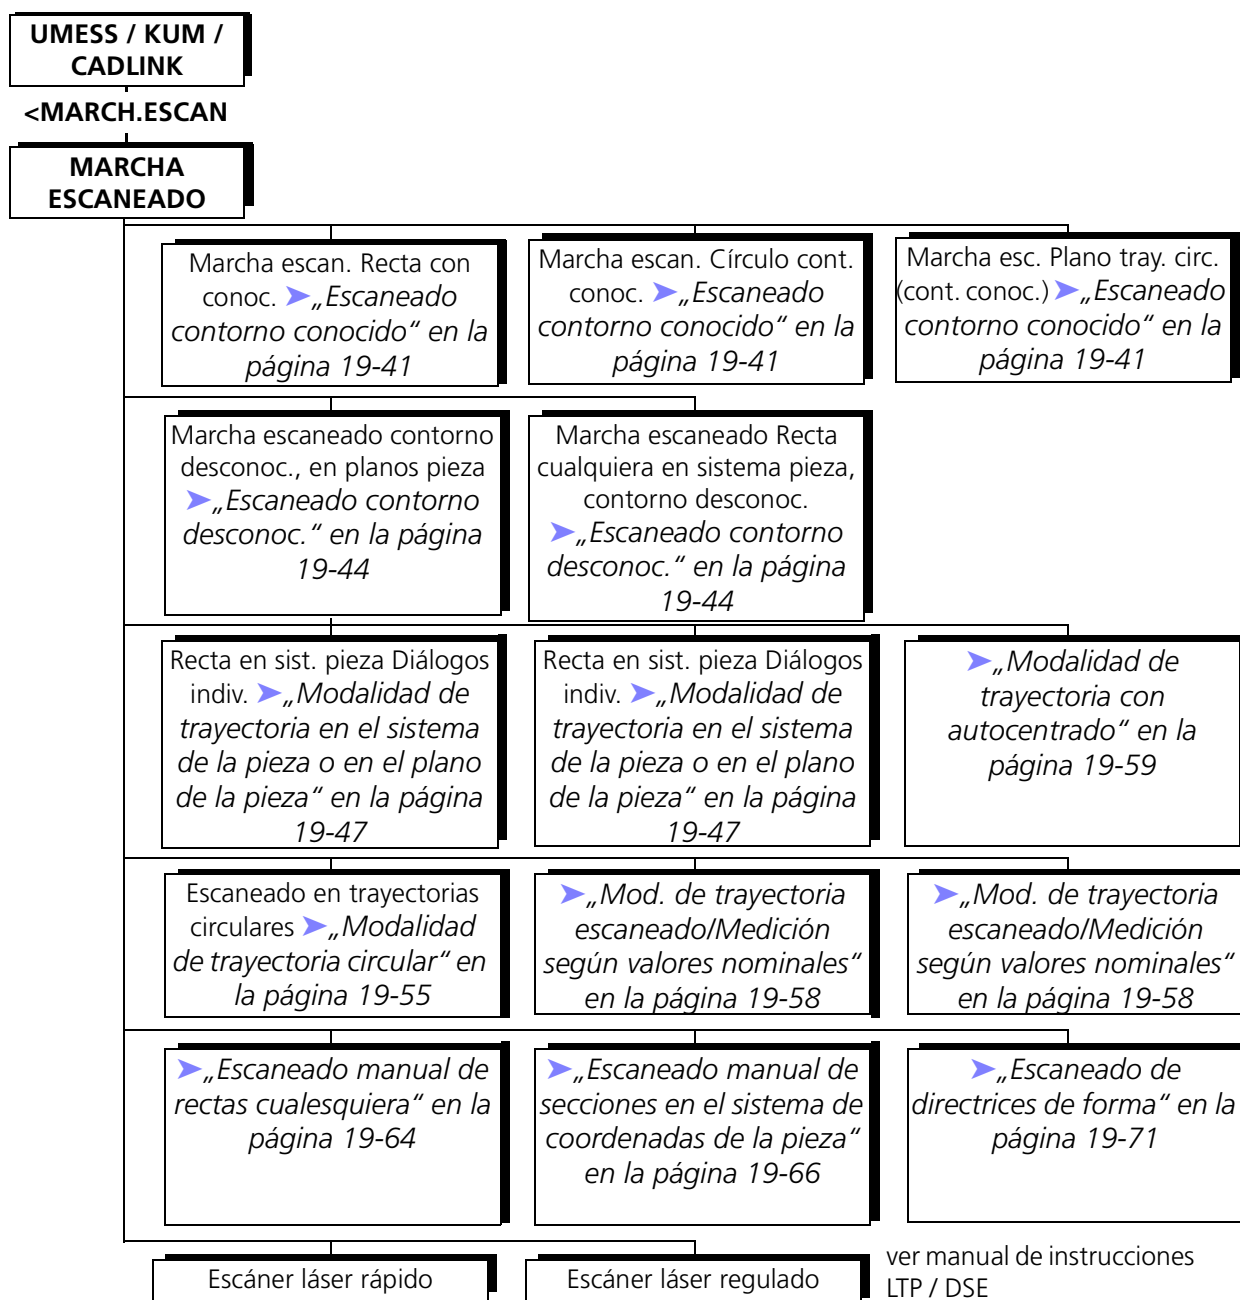 UMESS / KUM /
CADLINK
<MARCH.ESCAN
MARCHA
ESCANEADO
Marcha escan. Recta con
conoc. ➤„Escaneado
contorno conocido“ en la
página 19-41
Marcha escan. Círculo cont.
conoc. ➤„Escaneado
contorno conocido“ en la
página 19-41
Marcha esc. Plano tray. circ.
(cont. conoc.) ➤„Escaneado
contorno conocido“ en la
página 19-41
Marcha escaneado contorno
desconoc., en planos pieza
➤„Escaneado contorno
desconoc.“ en la página
19-44
Marcha escaneado Recta
cualquiera en sistema pieza,
contorno desconoc.
➤„Escaneado contorno
desconoc.“ en la página
19-44
Recta en sist. pieza Diálogos
indiv. ➤„Modalidad de
trayectoria en el sistema
de la pieza o en el plano
de la pieza“ en la página
19-47
Recta en sist. pieza Diálogos
indiv. ➤„Modalidad de
trayectoria en el sistema
de la pieza o en el plano
de la pieza“ en la página
19-47
➤„Modalidad de
trayectoria con
autocentrado“ en la
página 19-59
Escaneado en trayectorias
circulares ➤„Modalidad
de trayectoria circular“ en
la página 19-55
➤„Mod. de trayectoria
escaneado/Medición
según valores nominales“
en la página 19-58
➤„Mod. de trayectoria
escaneado/Medición
según valores nominales“
en la página 19-58
➤„Escaneado manual de
rectas cualesquiera“ en la
página 19-64
➤„Escaneado manual de
secciones en el sistema de
coordenadas de la pieza“
en la página 19-66
➤„Escaneado de
directrices de forma“ en la
página 19-71
Escáner láser rápido
Escáner láser regulado
ver manual de instrucciones
LTP / DSE